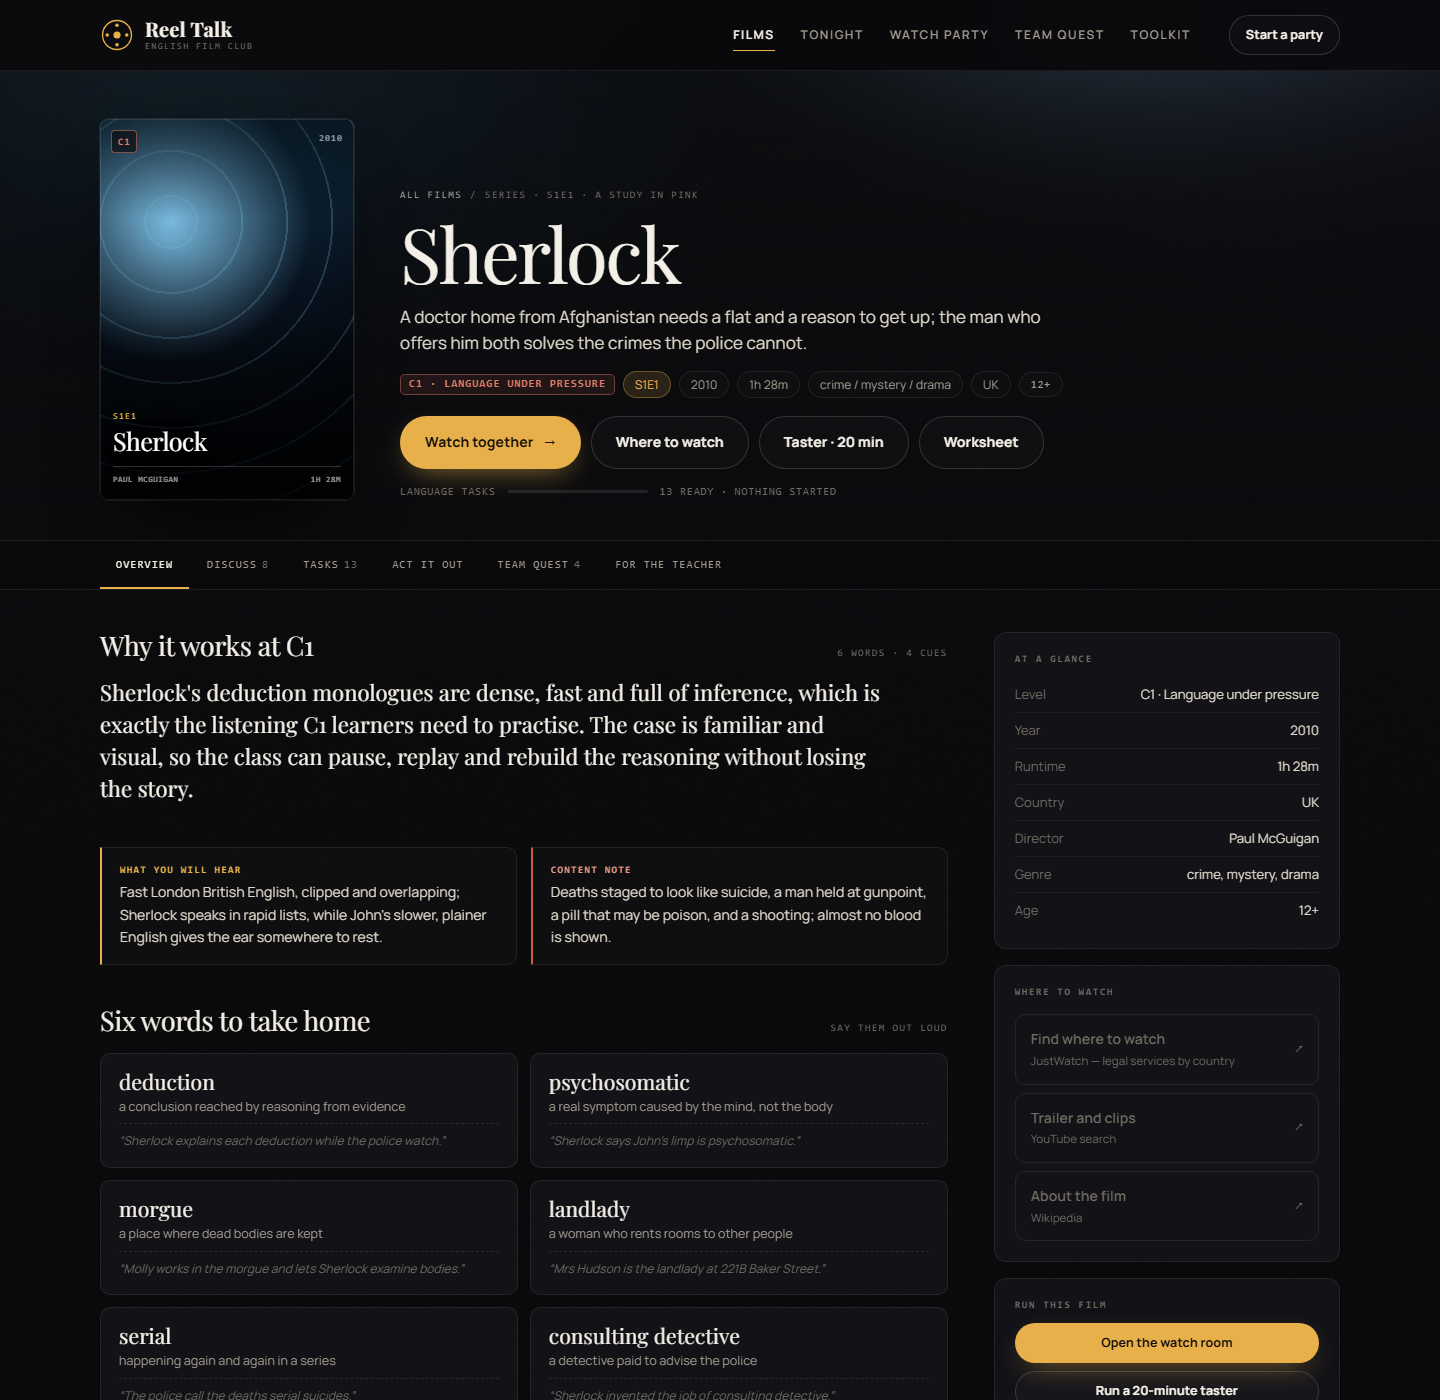 Reel Talk
ENGLISH FILM CLUB
FILMS
TONIGHT
WATCH PARTY
TEAM QUEST
TOOLKIT
Start a party
C1
2010
S1E1
Sherlock
PAUL MCGUIGAN
1H 28M
ALL FILMS / SERIES · S1E1 · A STUDY IN PINK
Sherlock
A doctor home from Afghanistan needs a flat and a reason to get up; the man who
offers him both solves the crimes the police cannot.
C1 · LANGUAGE UNDER PRESSURE
S1E1
2010
1h 28m
crime / mystery / drama
UK
12+
Watch together →
Where to watch
Taster · 20 min
Worksheet
LANGUAGE TASKS
13 READY · NOTHING STARTED
OVERVIEW
DISCUSS 8
TASKS 13
ACT IT OUT
TEAM QUEST 4
FOR THE TEACHER
Why it works at C1
6 WORDS · 4 CUES
Sherlock's deduction monologues are dense, fast and full of inference, which is
exactly the listening C1 learners need to practise. The case is familiar and
visual, so the class can pause, replay and rebuild the reasoning without losing
the story.
WHAT YOU WILL HEAR
Fast London British English, clipped and overlapping;
Sherlock speaks in rapid lists, while John's slower, plainer
English gives the ear somewhere to rest.
CONTENT NOTE
Deaths staged to look like suicide, a man held at gunpoint,
a pill that may be poison, and a shooting; almost no blood
is shown.
Six words to take home
SAY THEM OUT LOUD
deduction
a conclusion reached by reasoning from evidence
“Sherlock explains each deduction while the police watch.”
psychosomatic
a real symptom caused by the mind, not the body
“Sherlock says John's limp is psychosomatic.”
morgue
a place where dead bodies are kept
“Molly works in the morgue and lets Sherlock examine bodies.”
landlady
a woman who rents rooms to other people
“Mrs Hudson is the landlady at 221B Baker Street.”
serial
happening again and again in a series
“The police call the deaths serial suicides.”
consulting detective
a detective paid to advise the police
“Sherlock invented the job of consulting detective.”
AT A GLANCE
Level C1 · Language under pressure
Year 2010
Runtime 1h 28m
Country UK
Director Paul McGuigan
Genre crime, mystery, drama
Age 12+
WHERE TO WATCH
Find where to watch ↗
JustWatch — legal services by country
Trailer and clips ↗
YouTube search
About the film ↗
Wikipedia
RUN THIS FILM
Open the watch room
Run a 20-minute taster